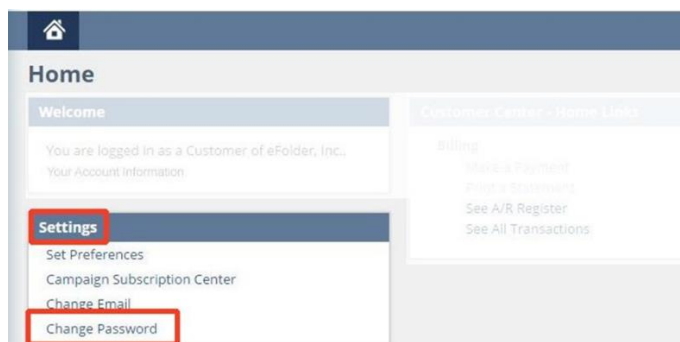 Home
Welcome
You are logged in as a Customer of eFolder, Inc..
Your Account Information
Settings
Set Preferences
Campaign Subscription Center
Change Email
Change Password
Customer Center - Home Links
Billing
Make a Payment
Print a Statement
See A/R Register
See All Transactions